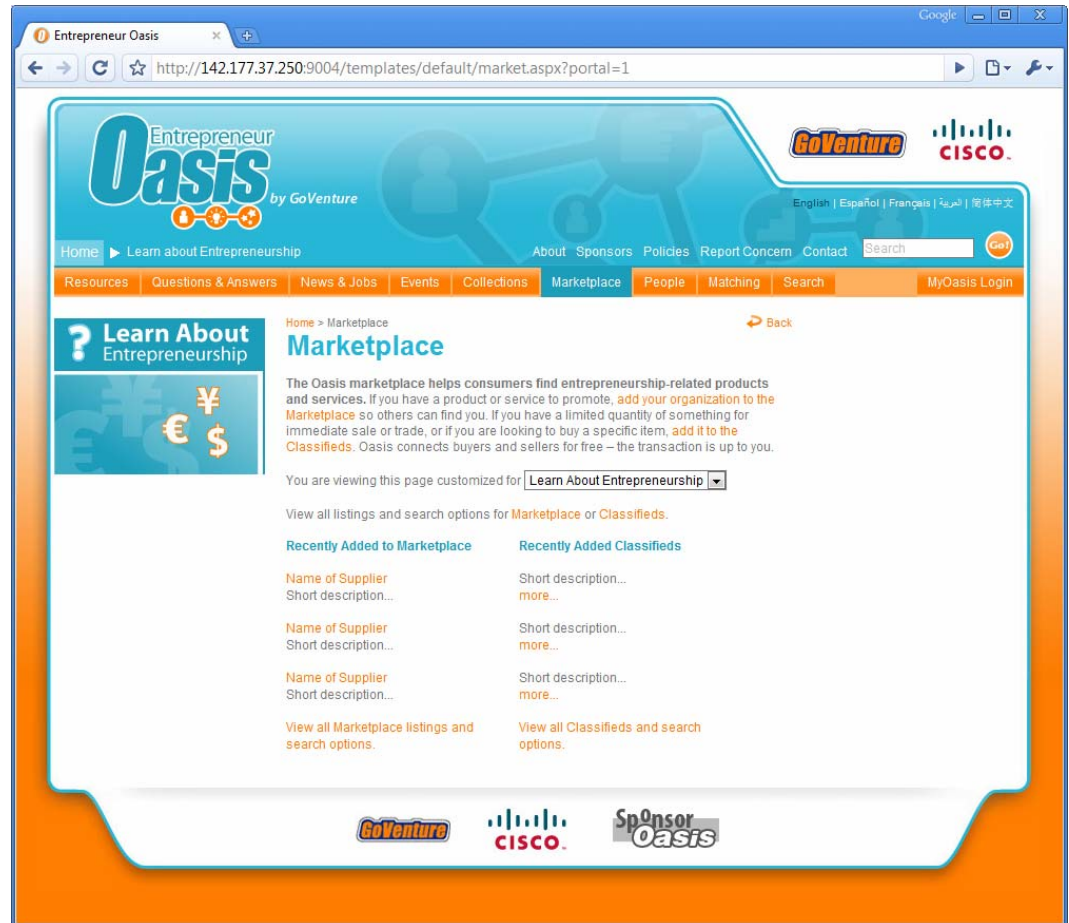 Google
Entrepreneur Oasis
http://142.177.37.250:9004/templates/default/market.aspx?portal=1
Entrepreneur
Oasis
by GoVenture
GoVenture
CISCO
English | Español | Français | العربية | 简体中文
Home ▶ Learn about Entrepreneurship
About Sponsors Policies Report Concern Contact Search Go!
Resources Questions & Answers News & Jobs Events Collections Marketplace People Matching Search MyOasis Login
? Learn About
Entrepreneurship
¥ € $
Home > Marketplace
Back
Marketplace
The Oasis marketplace helps consumers find entrepreneurship-related products
and services. If you have a product or service to promote, add your organization to the
Marketplace so others can find you. If you have a limited quantity of something for
immediate sale or trade, or if you are looking to buy a specific item, add it to the
Classifieds. Oasis connects buyers and sellers for free – the transaction is up to you.
You are viewing this page customized for Learn About Entrepreneurship
View all listings and search options for Marketplace or Classifieds.
Recently Added to Marketplace
Name of Supplier
Short description...
Name of Supplier
Short description...
Name of Supplier
Short description...
View all Marketplace listings and
search options.
Recently Added Classifieds
Short description...
more...
Short description...
more...
Short description...
more...
View all Classifieds and search
options.
GoVenture
CISCO
Sponsor
Oasis